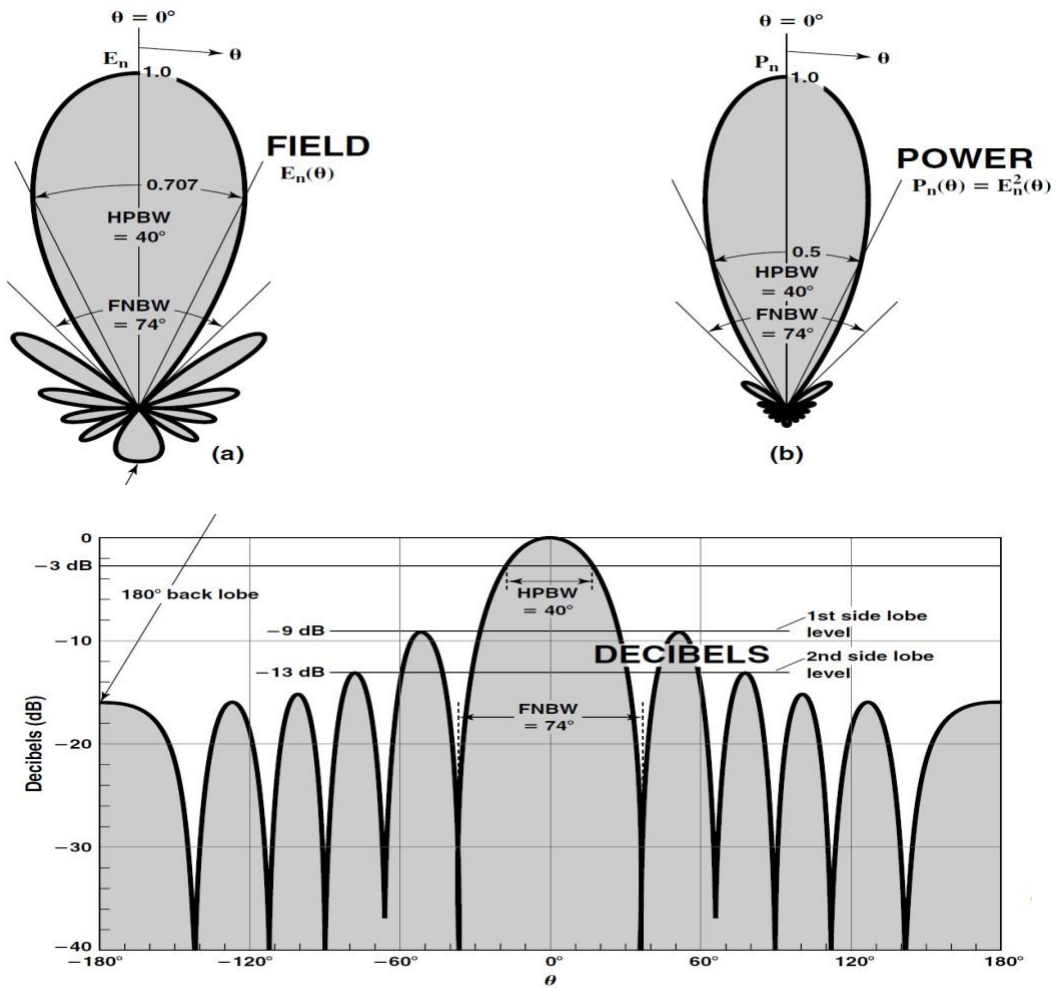 θ = 0°
Eₙ
θ
1.0
FIELD
Eₙ(θ)
0.707
HPBW
= 40°
FNBW
= 74°
(a)
θ = 0°
Pₙ
θ
1.0
POWER
Pₙ(θ) = Eₙ²(θ)
0.5
HPBW
= 40°
FNBW
= 74°
(b)
0
−3 dB
180° back lobe
HPBW
= 40°
−9 dB
1st side lobe
level
−10
DECIBELS
−13 dB
2nd side lobe
level
FNBW
= 74°
Decibels (dB)
−20
−30
−40
−180° −120° −60° 0° 60° 120° 180°
θ